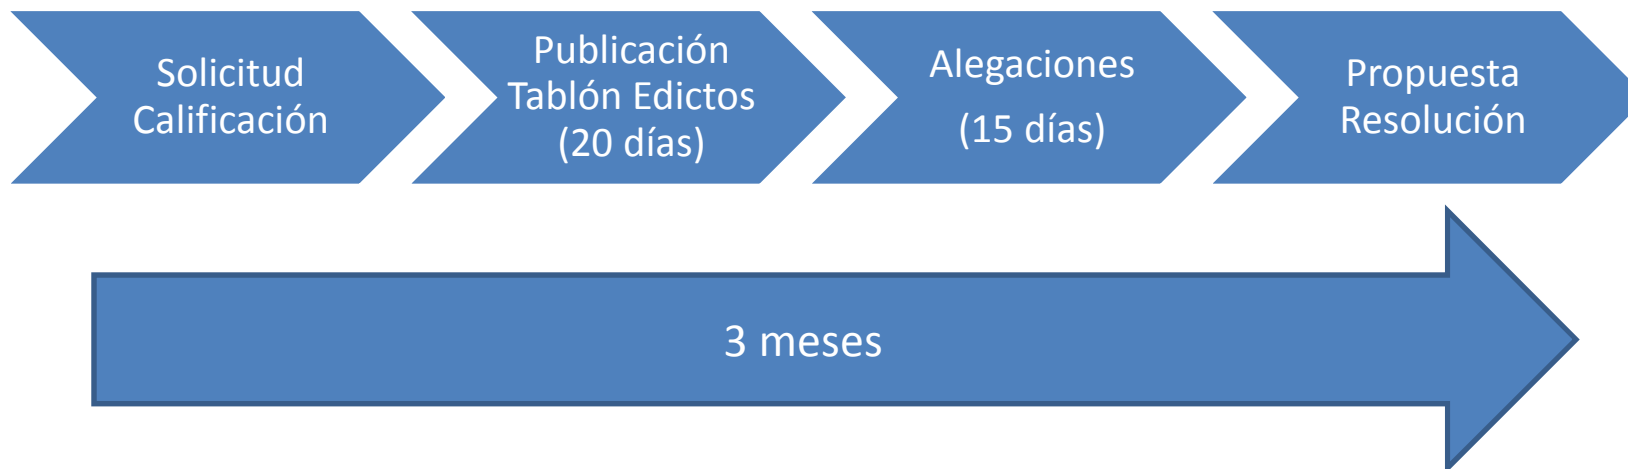 Solicitud
Calificación
Publicación
Tablón Edictos
(20 días)
Alegaciones
(15 días)
Propuesta
Resolución
3 meses